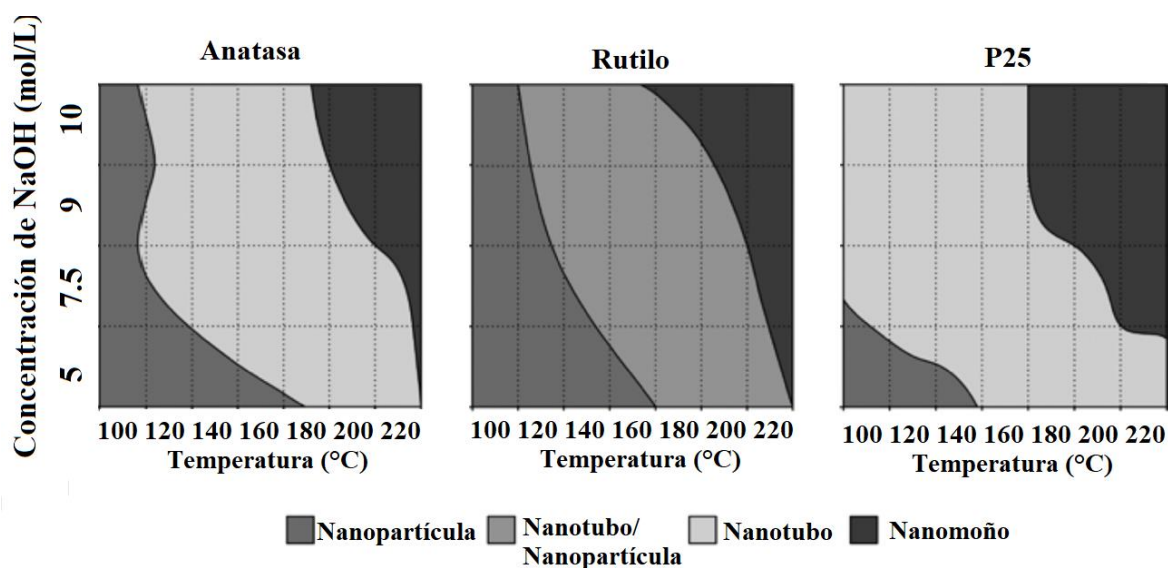 Concentración de NaOH (mol/L)
10
9
7.5
5
Anatasa
100 120 140 160 180 200 220
Temperatura (°C)
Rutilo
100 120 140 160 180 200 220
Temperatura (°C)
P25
100 120 140 160 180 200 220
Temperatura (°C)
Nanopartícula
Nanotubo/
Nanopartícula
Nanotubo
Nanomoño